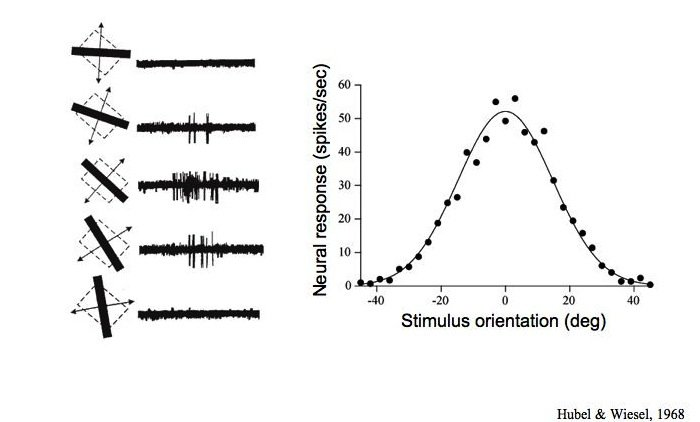 Neural response (spikes/sec)
60
50
40
30
20
10
0
-40 -20 0 20 40
Stimulus orientation (deg)
Hubel & Wiesel, 1968